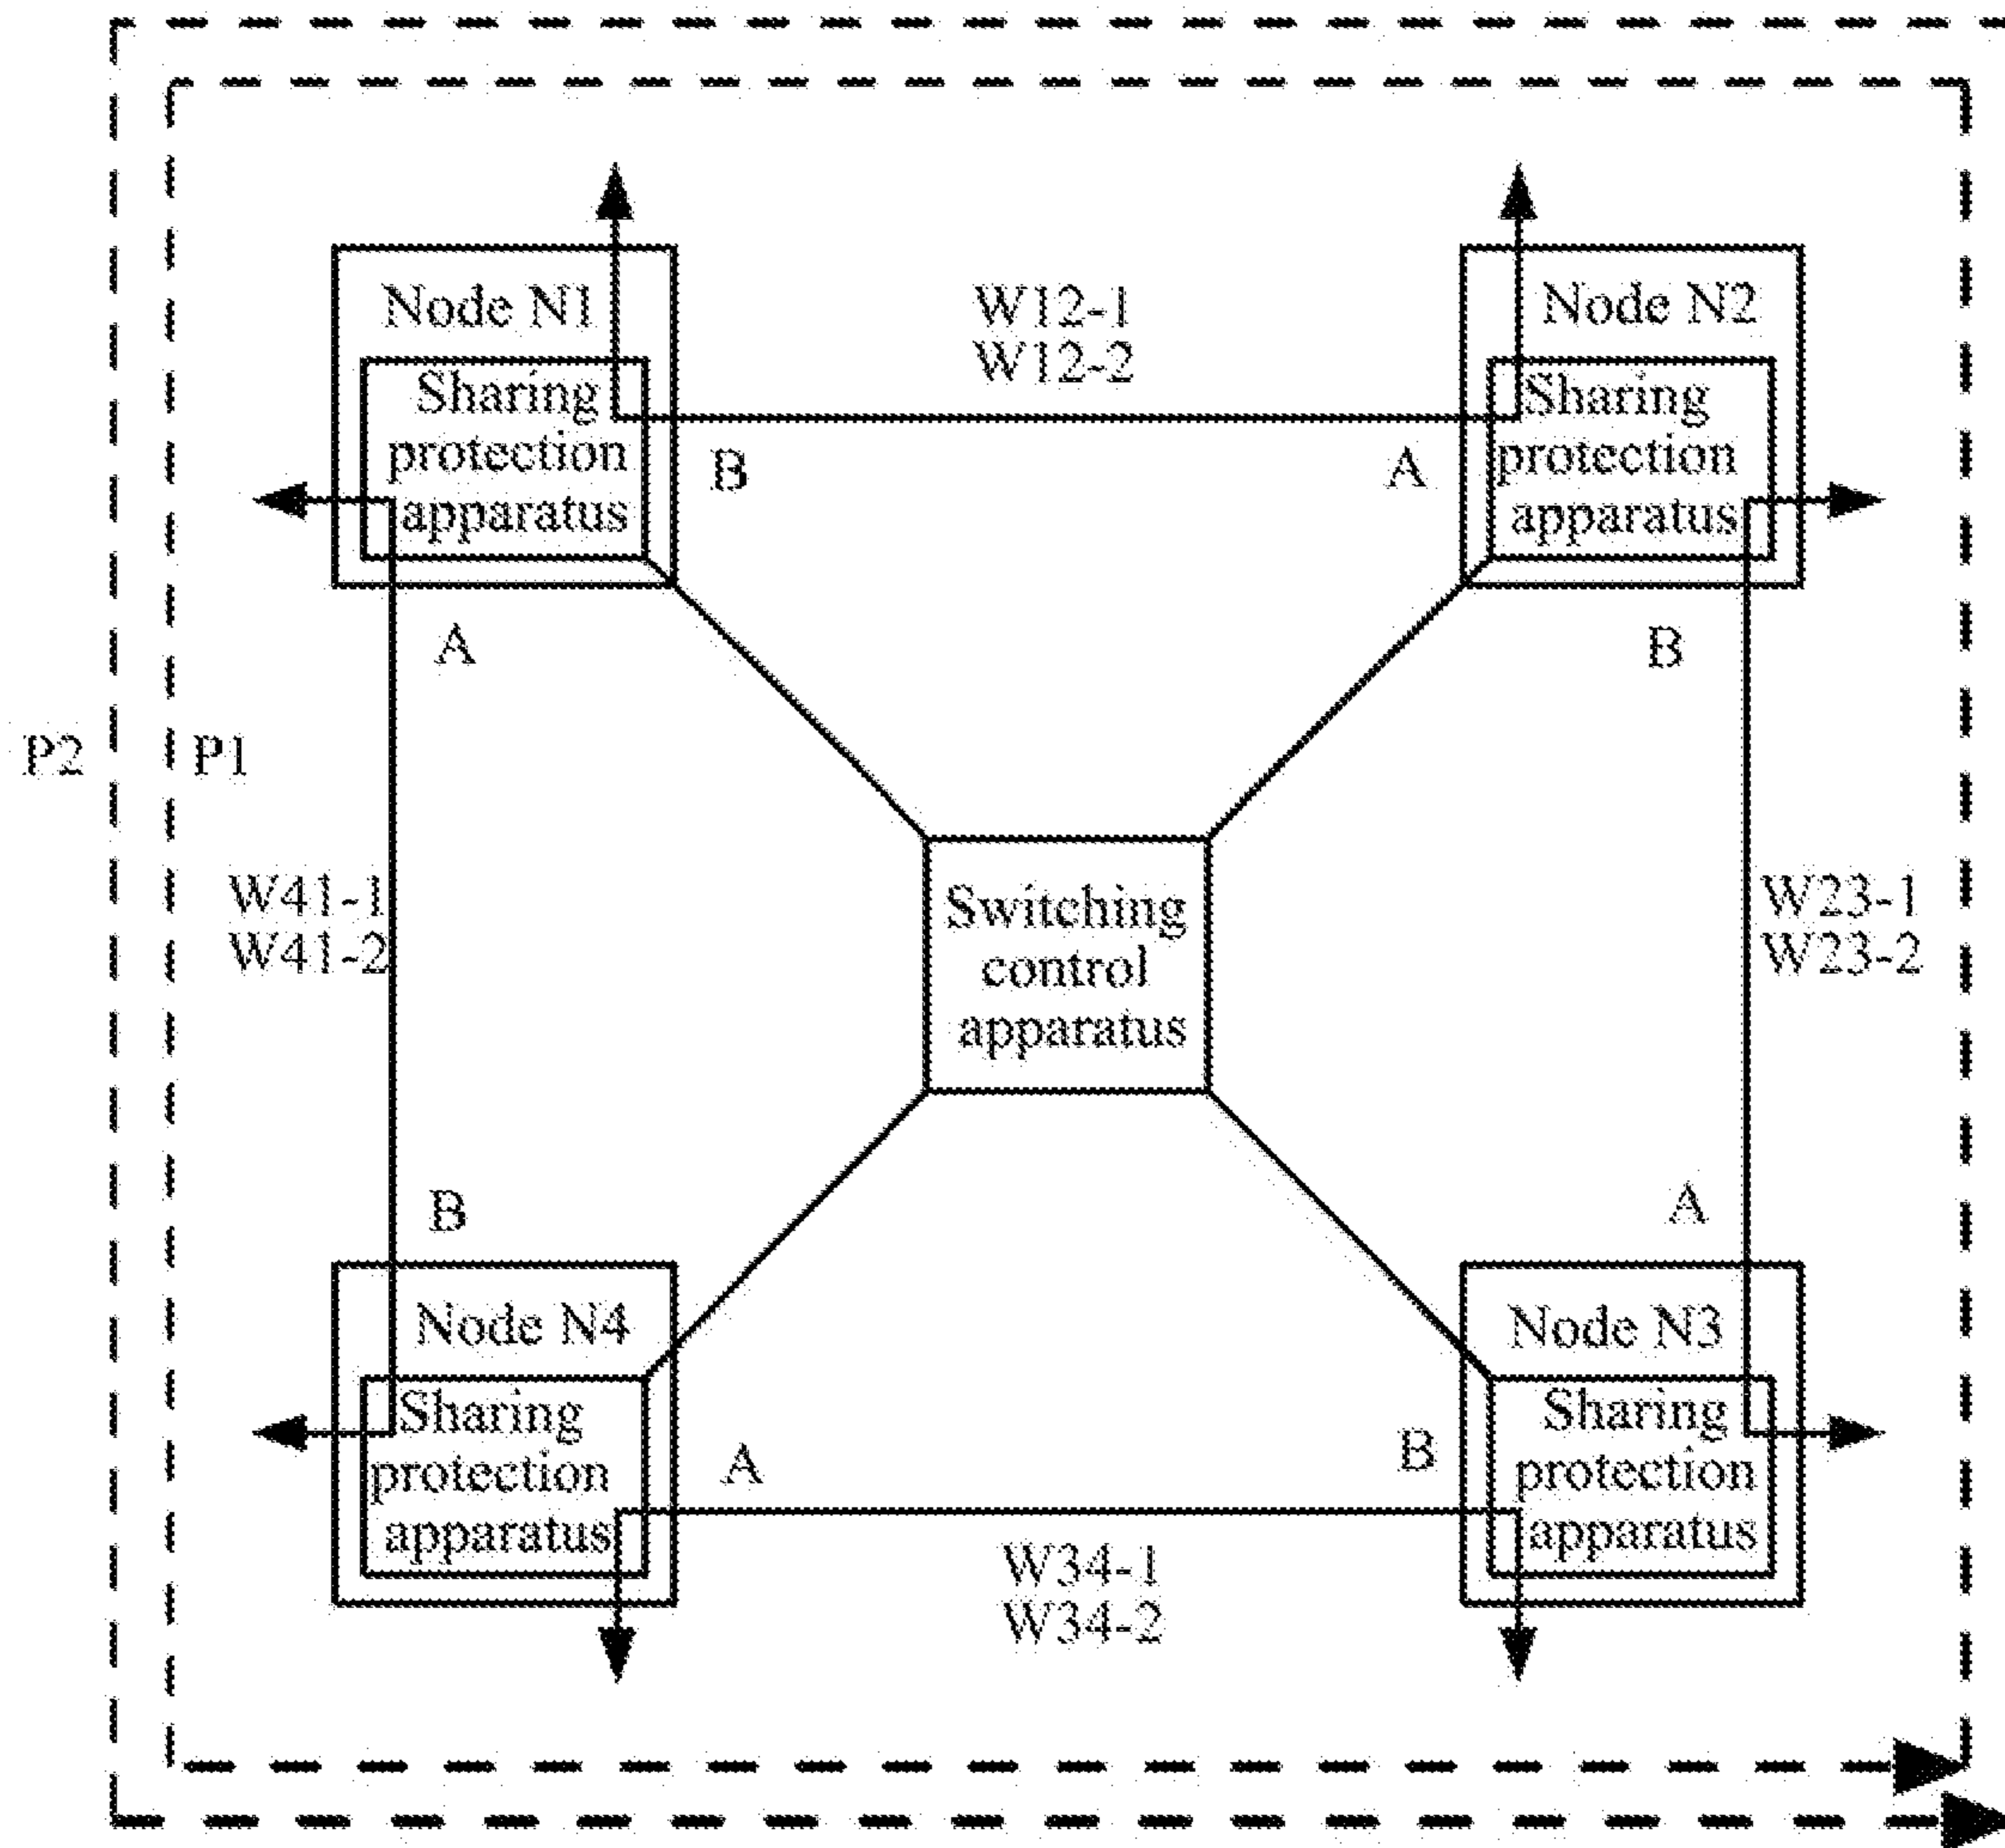 Node N1
Sharing
protection
apparatus
B
A
W12-1
W12-2
Node N2
Sharing
protection
apparatus
A
B
P2
P1
W41-1
W41-2
Switching
control
apparatus
W23-1
W23-2
B
Node N4
Sharing
protection
apparatus
A
W34-1
W34-2
A
Node N3
B
Sharing
protection
apparatus